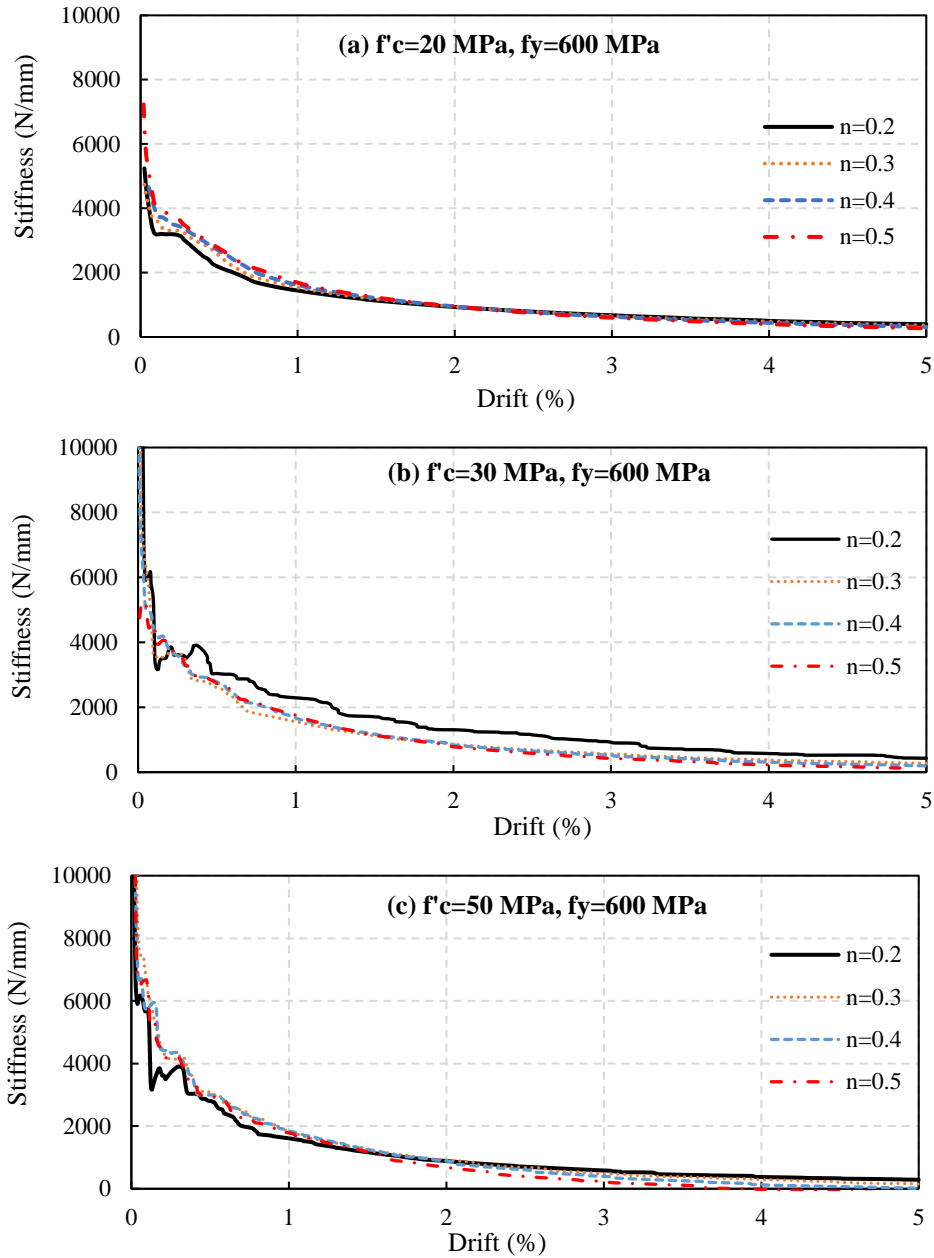 (a) f'c=20 MPa, fy=600 MPa
Stiffness (N/mm)
10000
8000
6000
4000
2000
0
n=0.2
n=0.3
n=0.4
n=0.5
0 1 2 3 4 5
Drift (%)
(b) f'c=30 MPa, fy=600 MPa
Stiffness (N/mm)
10000
8000
6000
4000
2000
0
n=0.2
n=0.3
n=0.4
n=0.5
0 1 2 3 4 5
Drift (%)
(c) f'c=50 MPa, fy=600 MPa
Stiffness (N/mm)
10000
8000
6000
4000
2000
0
n=0.2
n=0.3
n=0.4
n=0.5
0 1 2 3 4 5
Drift (%)